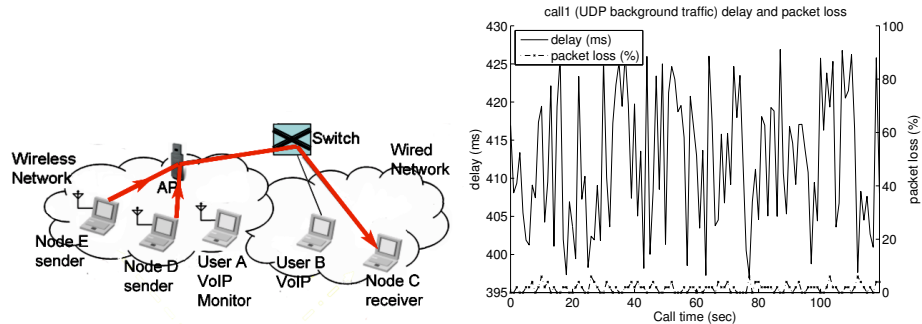 Switch
Wireless
Network
Wired
Network
AP
Node E
sender
Node D
sender
User A
VoIP
Monitor
User B
VoIP
Node C
receiver
call1 (UDP background traffic) delay and packet loss
delay (ms)
packet loss (%)
430
425
420
415
410
405
400
395
delay (ms)
100
80
60
40
20
0
packet loss (%)
0
20
40
60
80
100
Call time (sec)